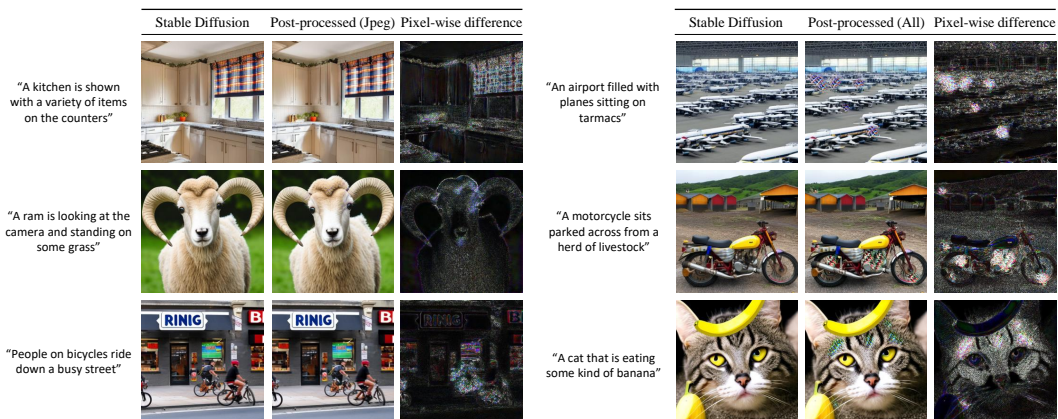 Stable Diffusion Post-processed (Jpeg) Pixel-wise difference
“A kitchen is shown
with a variety of items
on the counters”
“A ram is looking at the
camera and standing on
some grass”
“People on bicycles ride
down a busy street”
RINIG
B
RINIG
B
RINIG
B
Stable Diffusion Post-processed (All) Pixel-wise difference
“An airport filled with
planes sitting on
tarmacs”
“A motorcycle sits
parked across from a
herd of livestock”
“A cat that is eating
some kind of banana”